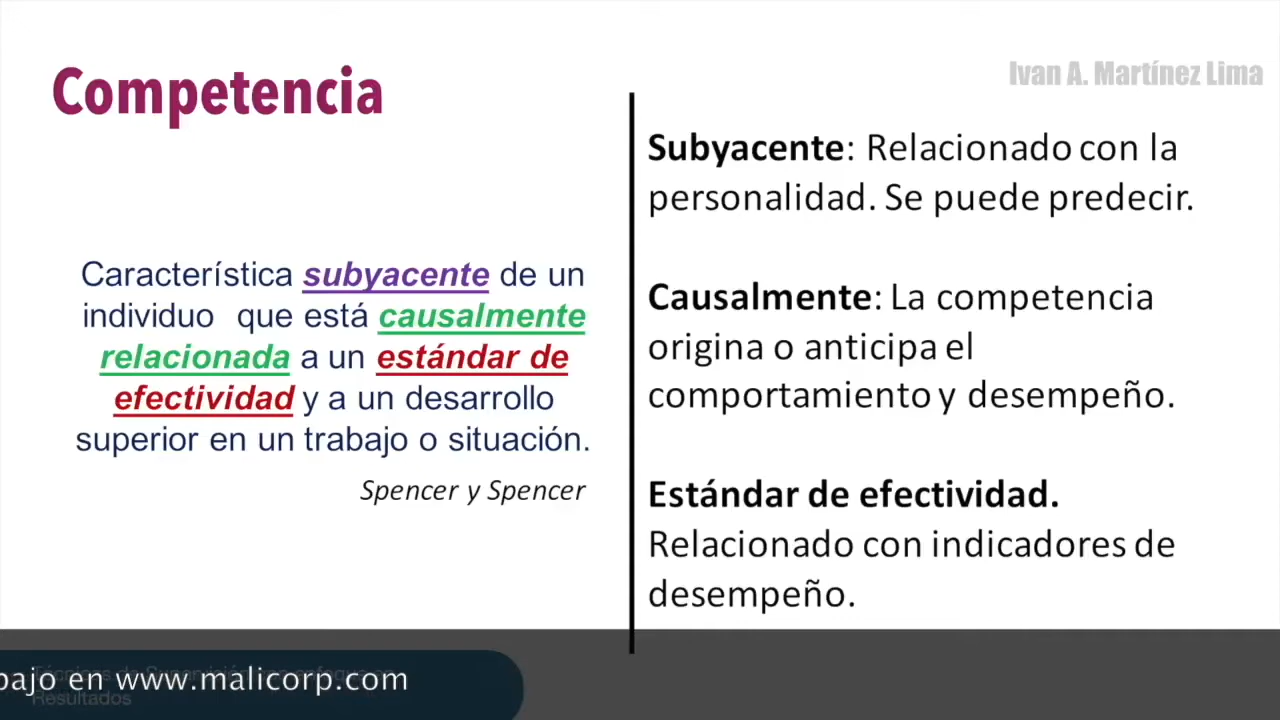 Competencia
Ivan A. Martínez Lima
Característica subyacente de un
individuo que está causalmente
relacionada a un estándar de
efectividad y a un desarrollo
superior en un trabajo o situación.
Spencer y Spencer
Subyacente: Relacionado con la
personalidad. Se puede predecir.
Causalmente: La competencia
origina o anticipa el
comportamiento y desempeño.
Estándar de efectividad.
Relacionado con indicadores de
desempeño.
en www.malicorp.com
Resultados